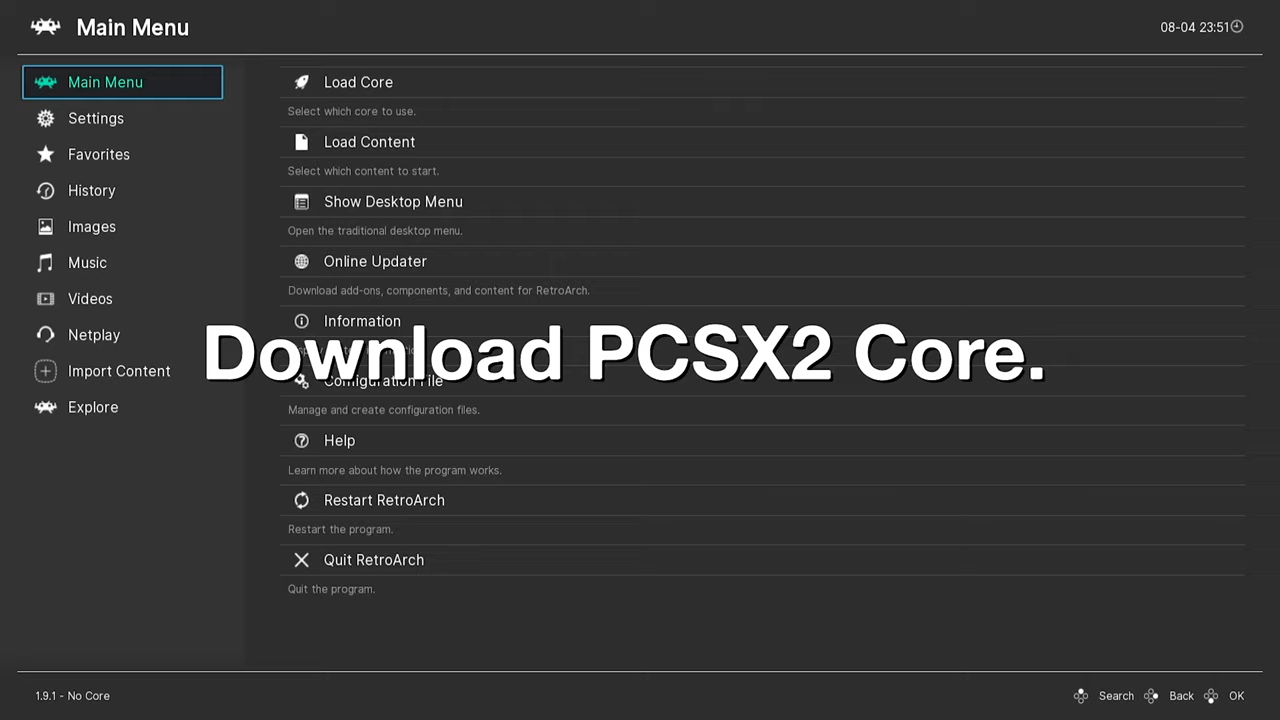 Main Menu
08-04 23:51
Main Menu
Settings
Favorites
History
Images
Music
Videos
Netplay
Import Content
Explore
Load Core
Select which core to use.
Load Content
Select which content to start.
Show Desktop Menu
Open the traditional desktop menu.
Online Updater
Download add-ons, components, and content for RetroArch.
Information
Download PCSX2 Core.
Configuration File
Manage and create configuration files.
Help
Learn more about how the program works.
Restart RetroArch
Restart the program.
Quit RetroArch
Quit the program.
1.9.1 - No Core
Search
Back
OK